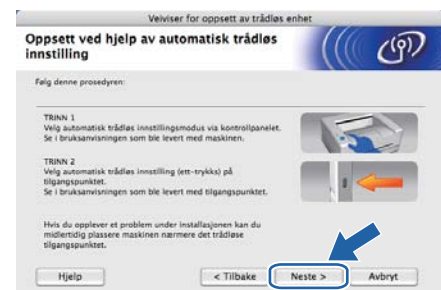 Veiviser for oppsett av trådløs enhet
Oppsett ved hjelp av automatisk trådløs
innstilling
Følg denne prosedyren:
TRINN 1
Velg automatisk trådløs innstillingsmodus via kontrollpanelet.
Se i bruksanvisningen som ble levert med maskinen.
TRINN 2
Velg automatisk trådløs innstilling (ett-trykks) på
tilgangspunktet.
Se i bruksanvisningen som ble levert med tilgangspunktet.
Hvis du opplever et problem under installasjonen kan du
midlertidig plassere maskinen nærmere det trådløse
tilgangspunktet.
Hjelp
< Tilbake
Neste >
Avbryt